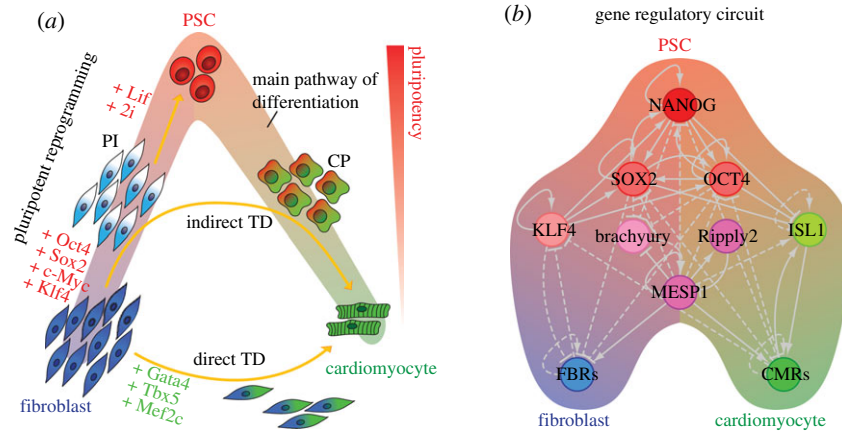 (a)
PSC
+ Lif
+ 2i
main pathway of
differentiation
pluripotency
pluripotent reprogramming
PI
CP
indirect TD
+ Oct4
+ Sox2
+ c-Myc
+ Klf4
direct TD
cardiomyocyte
+ Gata4
+ Tbx5
+ Mef2c
fibroblast
(b)
gene regulatory circuit
PSC
NANOG
SOX2
OCT4
KLF4
brachyury
Ripply2
ISL1
MESP1
FBRs
CMRs
fibroblast
cardiomyocyte